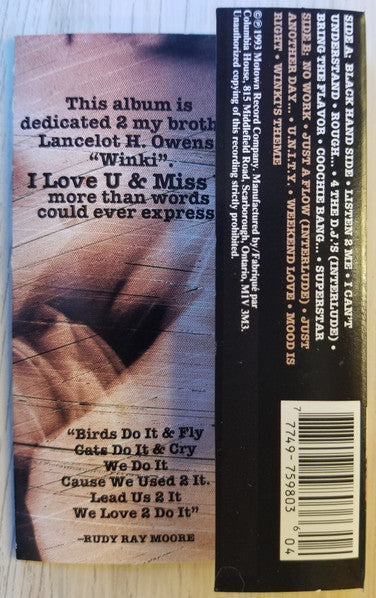 This album is
dedicated 2 my broth
Lancelot H. Owens
"Winki".
I Love U & Miss
more than words
could ever express
"Birds Do It & Fly
Cats Do It & Cry
We Do It
Cause We Used 2 It.
Lead Us 2 It
We Love 2 Do It"
–RUDY RAY MOORE
SIDE A: BLACK HAND SIDE • LISTEN 2 ME • I CAN'T
UNDERSTAND • ROUGH... • 4 THE D.J.'S (INTERLUDE) •
BRING THE FLAVOR • COOCHIE BANG... • SUPERSTAR
SIDE B: NO WORK • JUST A FLOW (INTERLUDE) • JUST
ANOTHER DAY... • U.N.I.T.Y. • WEEKEND LOVE • MOOD IS
RIGHT • WINKI'S THEME
©℗ 1993 Motown Record Company. Manufactured by/Fabriqué par
Columbia House, 815 Middlefield Road, Scarborough, Ontario, M1V 3M3.
Unauthorized copying of this recording strictly prohibited.
7 7749-759803 6 04